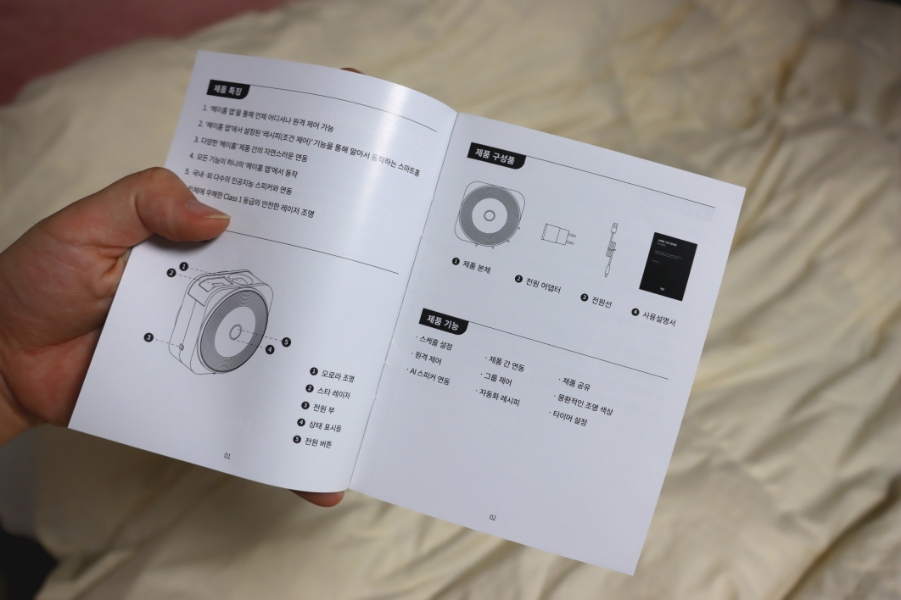 제품 특징
1. '헤이홈 앱'을 통해 언제 어디서나 원격 제어 가능
2. '헤이홈 앱'에서 설정된 '레시피(조건 제어)' 기능을 통해 알아서 동작하는 스마트홈
3. 다양한 '헤이홈' 제품 간의 자연스러운 연동
4. 모든 기능이 하나의 '헤이홈 앱'에서 동작
5. 국내·외 다수의 인공지능 스피커와 연동
무해한 Class 1 등급의 안전한 레이저 조명
1
2
3
4
5
1 오로라 조명
2 스타 레이저
3 전원 부
4 상태 표시등
5 전원 버튼
01
제품 구성품
1 제품 본체
2 전원 어댑터
3 전원선
4 사용설명서
제품 기능
· 스케줄 설정
· 원격 제어
· AI 스피커 연동
· 제품 간 연동
· 그룹 제어
· 자동화 레시피
· 제품 공유
· 몽환적인 조명 색상
· 타이머 설정
02